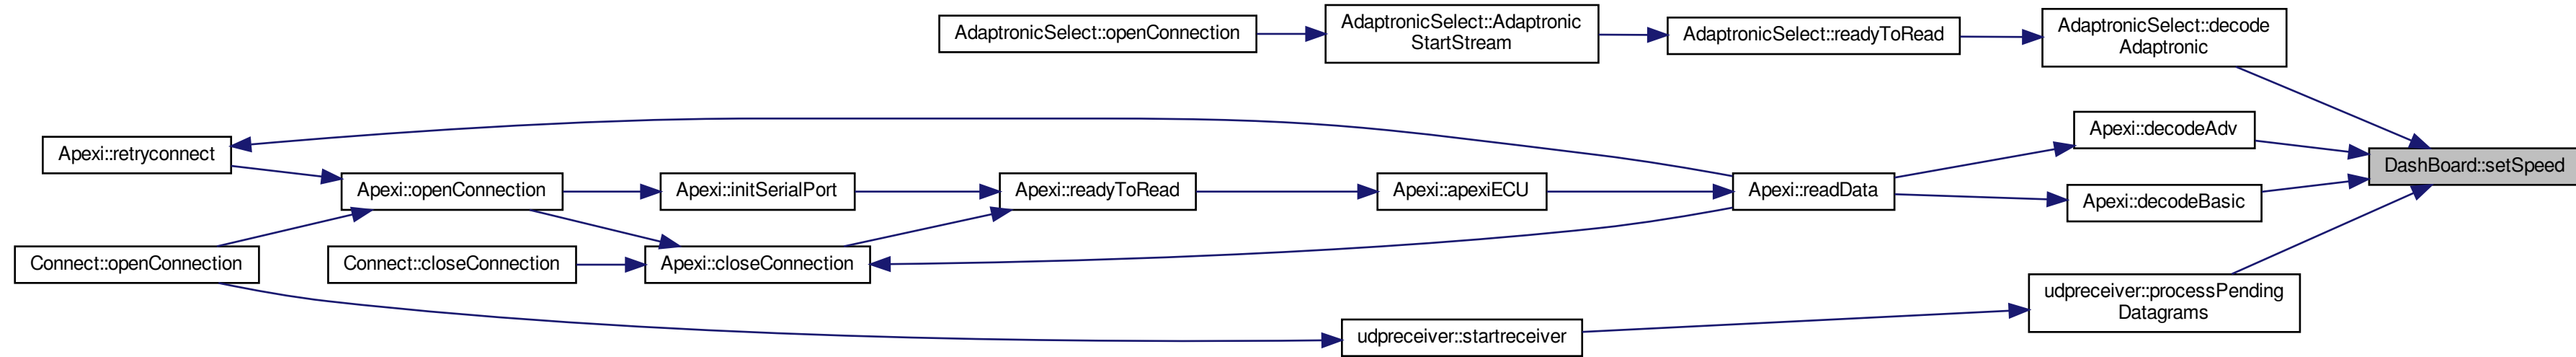 AdaptronicSelect::openConnection
AdaptronicSelect::Adaptronic
StartStream
AdaptronicSelect::readyToRead
AdaptronicSelect::decode
Adaptronic
Apexi::retryconnect
Apexi::openConnection
Apexi::initSerialPort
Apexi::readyToRead
Apexi::apexiECU
Apexi::readData
Apexi::decodeAdv
Apexi::decodeBasic
DashBoard::setSpeed
Connect::openConnection
Connect::closeConnection
Apexi::closeConnection
udpreceiver::startreceiver
udpreceiver::processPending
Datagrams